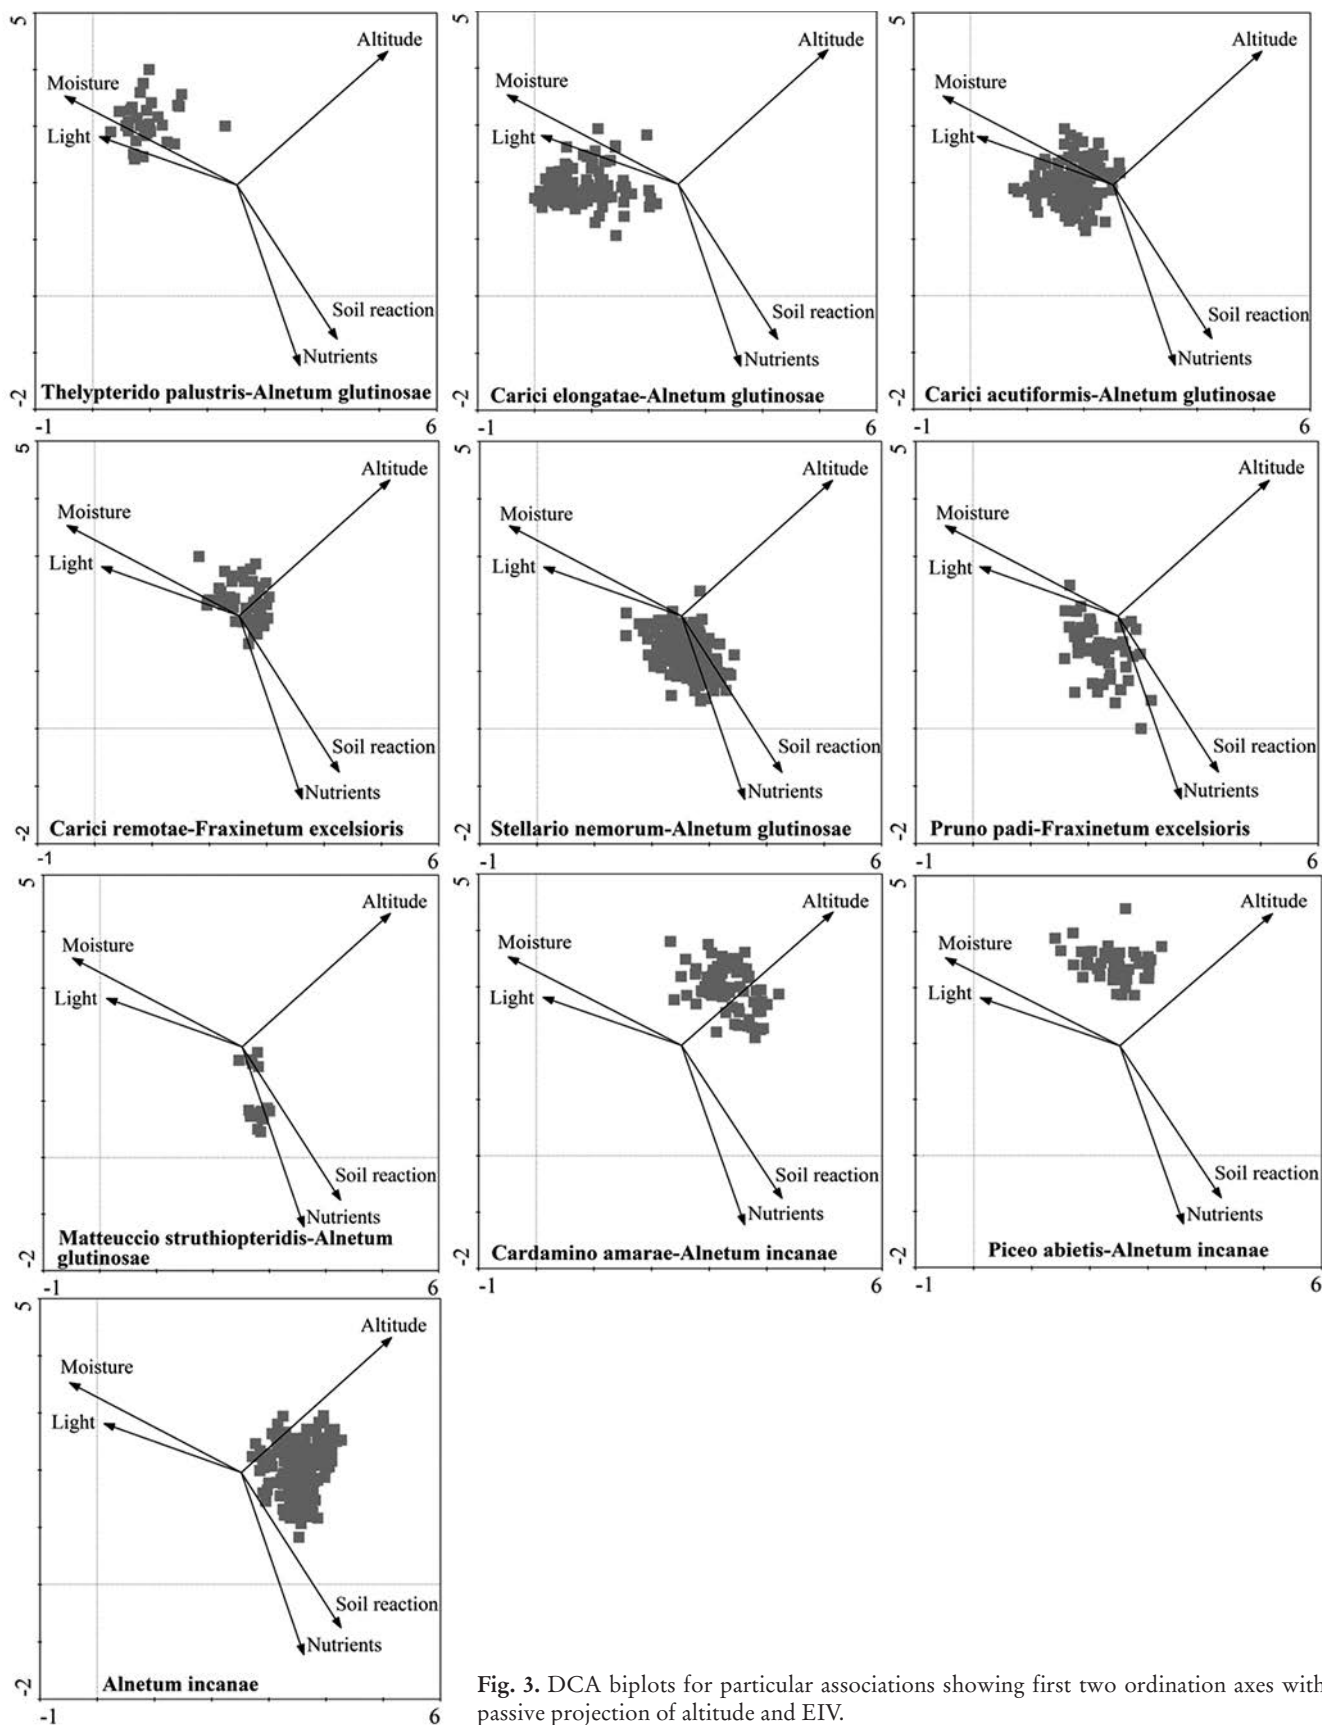 5
Altitude
Moisture
Light
Soil reaction
Nutrients
Thelypterido palustris-Alnetum glutinosae
-2
-1
6
5
Altitude
Moisture
Light
Soil reaction
Nutrients
Carici elongatae-Alnetum glutinosae
-2
-1
6
5
Altitude
Moisture
Light
Soil reaction
Nutrients
Carici acutiformis-Alnetum glutinosae
-2
-1
6
5
Altitude
Moisture
Light
Soil reaction
Nutrients
Carici remotae-Fraxinetum excelsioris
-2
-1
6
5
Altitude
Moisture
Light
Soil reaction
Nutrients
Stellario nemorum-Alnetum glutinosae
-2
-1
6
5
Altitude
Moisture
Light
Soil reaction
Nutrients
Pruno padi-Fraxinetum excelsioris
-2
-1
6
5
Altitude
Moisture
Light
Soil reaction
Nutrients
Matteuccio struthiopteridis-Alnetum
glutinosae
-2
-1
6
5
Altitude
Moisture
Light
Soil reaction
Nutrients
Cardamino amarae-Alnetum incanae
-2
-1
6
5
Altitude
Moisture
Light
Soil reaction
Nutrients
Piceo abietis-Alnetum incanae
-2
-1
6
5
Altitude
Moisture
Light
Soil reaction
Nutrients
Alnetum incanae
-2
-1
6
Fig. 3. DCA biplots for particular associations showing first two ordination axes with
passive projection of altitude and EIV.